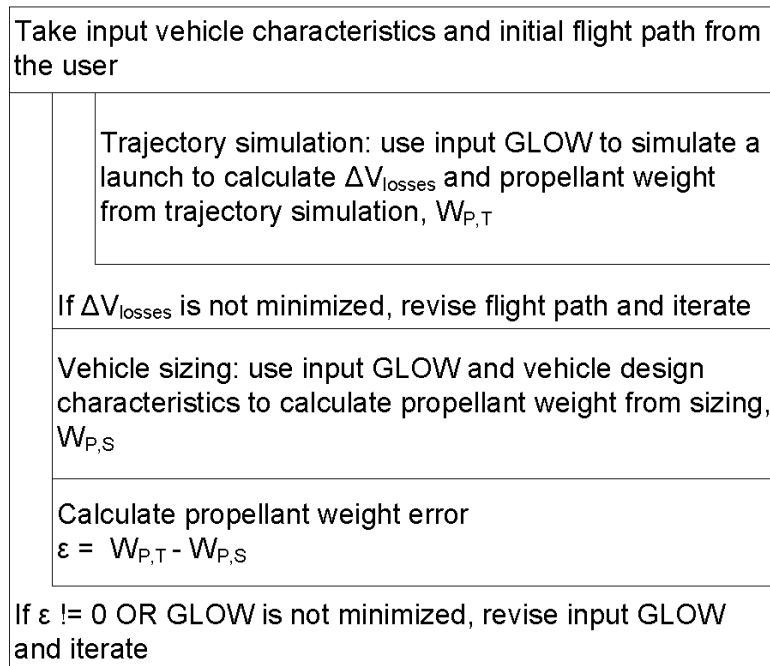 Take input vehicle characteristics and initial flight path from
the user
Trajectory simulation: use input GLOW to simulate a
launch to calculate ΔVlosses and propellant weight
from trajectory simulation, WP,T
If ΔVlosses is not minimized, revise flight path and iterate
Vehicle sizing: use input GLOW and vehicle design
characteristics to calculate propellant weight from sizing,
WP,S
Calculate propellant weight error
ε = WP,T - WP,S
If ε != 0 OR GLOW is not minimized, revise input GLOW
and iterate